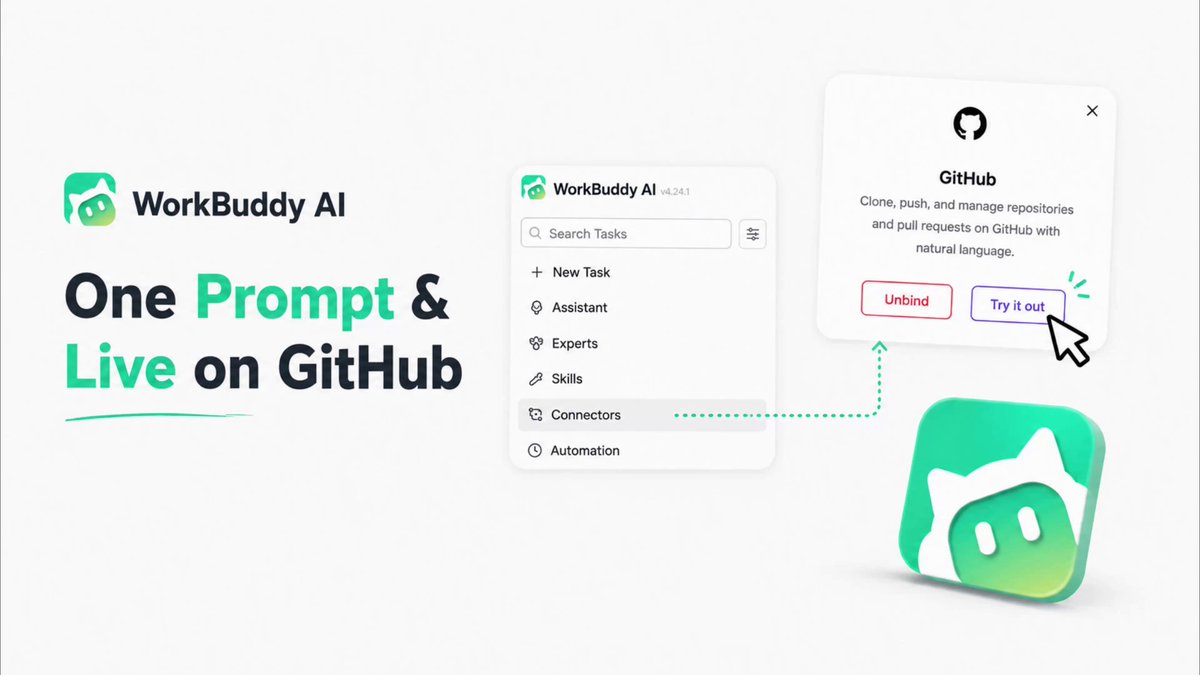 WorkBuddy AI
One Prompt &
Live on GitHub
WorkBuddy AI v4.24.1
Search Tasks
New Task
Assistant
Experts
Skills
Connectors
Automation
GitHub
Clone, push, and manage repositories
and pull requests on GitHub with
natural language.
Unbind
Try it out